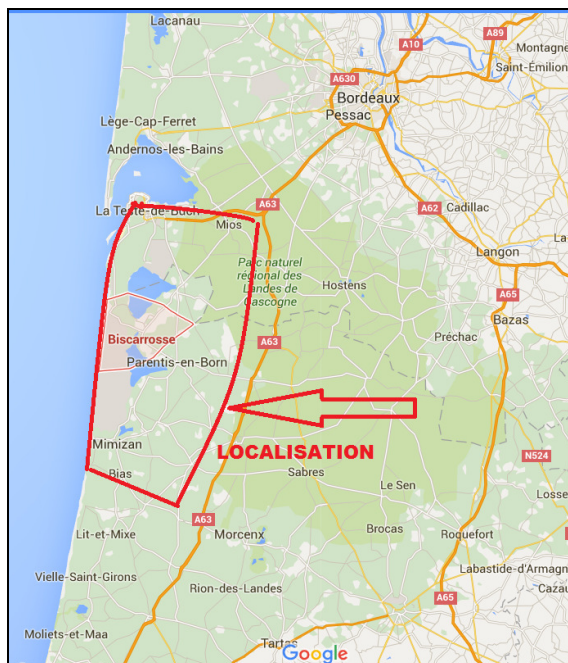 Lacanau
A10
A89
Montagne
Saint-Émilion
A630
Bordeaux
Pessac
Lège-Cap-Ferret
Andernos-les-Bains
La Teste-de-Buch
A63
Mios
A62
Cadillac
Langon
Parc naturel
régional des
Landes de
Gascogne
Hostens
A65
Bazas
Biscarrosse
A63
Préchac
Parentis-en-Born
Mimizan
LOCALISATION
Bias
Sabres
Le Sen
N524
Losse
A63
Brocas
Lit-et-Mixe
Morcenx
Roquefort
Vielle-Saint-Girons
Rion-des-Landes
Labastide-d'Armagn
A65
Cazau
Moliets-et-Maa
Tartas
Google